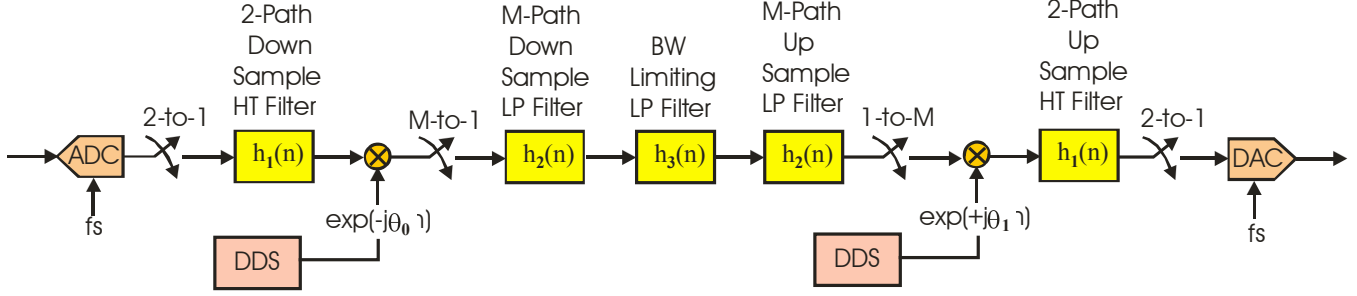 2-Path
Down
Sample
HT Filter
M-Path
Down
Sample
LP Filter
BW
Limiting
LP Filter
M-Path
Up
Sample
LP Filter
2-Path
Up
Sample
HT Filter
ADC
2-to-1
h₁(n)
M-to-1
h₂(n)
h₃(n)
h₂(n)
1-to-M
h₁(n)
2-to-1
DAC
fs
exp(-jθ₀ n)
exp(+jθ₁ n)
fs
DDS
DDS